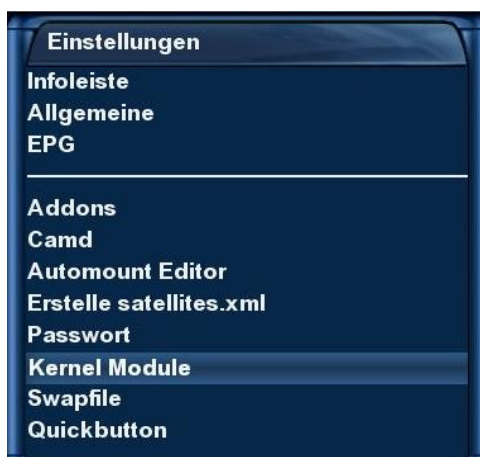 Einstellungen
Infoleiste
Allgemeine
EPG
Addons
Camd
Automount Editor
Erstelle satellites.xml
Passwort
Kernel Module
Swapfile
Quickbutton